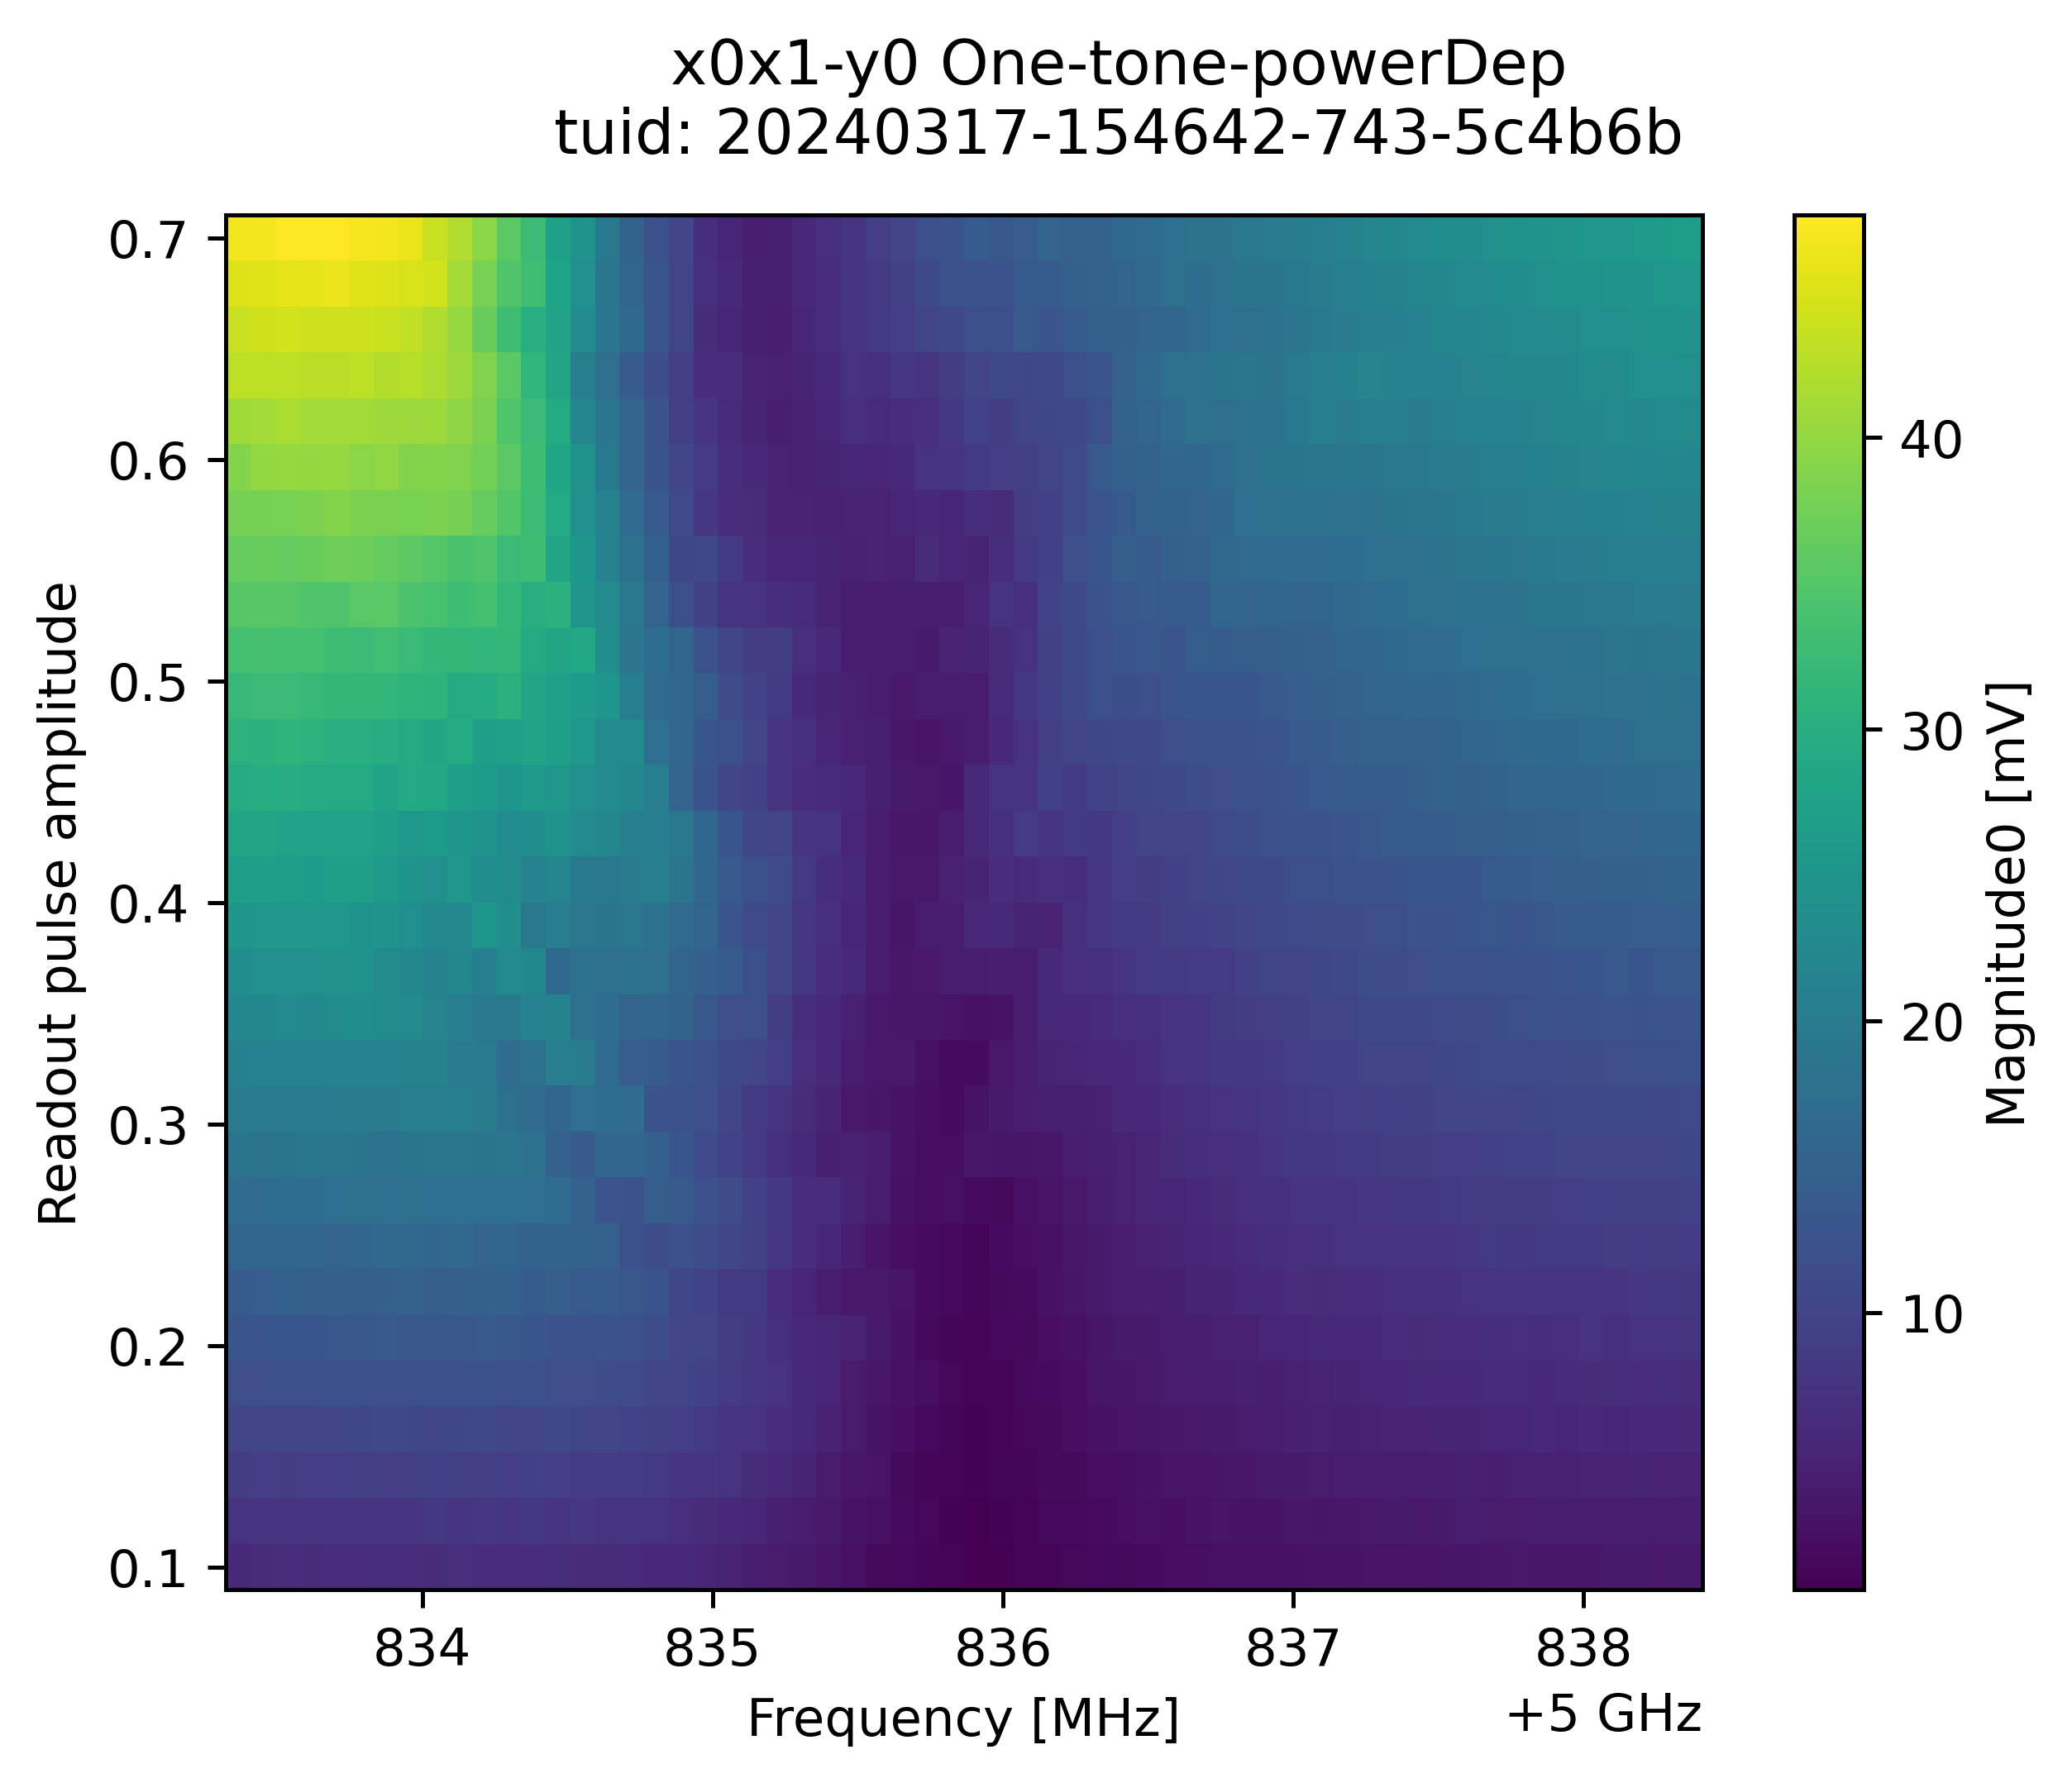 x0x1-y0 One-tone-powerDep
tuid: 20240317-154642-743-5c4b6b
Readout pulse amplitude
0.7
0.6
0.5
0.4
0.3
0.2
0.1
834
835
836
837
838
Frequency [MHz]
+5 GHz
40
30
20
10
Magnitude0 [mV]